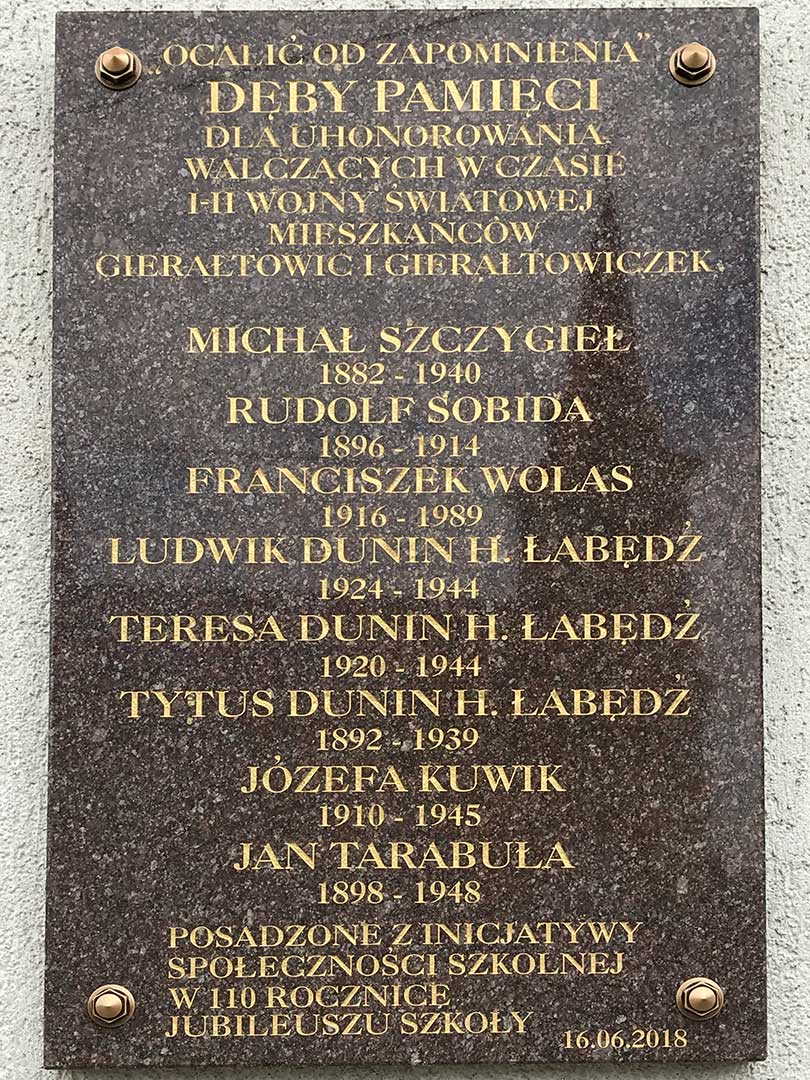 „OCALIĆ OD ZAPOMNIENIA”
DĘBY PAMIĘCI
DLA UHONOROWANIA
WALCZĄCYCH W CZASIE
I-II WOJNY ŚWIATOWEJ
MIESZKAŃCÓW
GIERAŁTOWIC I GIERAŁTOWICZEK
MICHAŁ SZCZYGIEŁ
1882 - 1940
RUDOLF SOBIDA
1896 - 1914
FRANCISZEK WOLAS
1916 - 1989
LUDWIK DUNIN H. ŁABĘDŹ
1924 - 1944
TERESA DUNIN H. ŁABĘDŹ
1920 - 1944
TYTUS DUNIN H. ŁABĘDŹ
1892 - 1939
JÓZEFA KUWIK
1910 - 1945
JAN TARABUŁA
1898 - 1948
POSADZONE Z INICJATYWY
SPOŁECZNOŚCI SZKOLNEJ
W 110 ROCZNICE
JUBILEUSZU SZKOŁY
16.06.2018